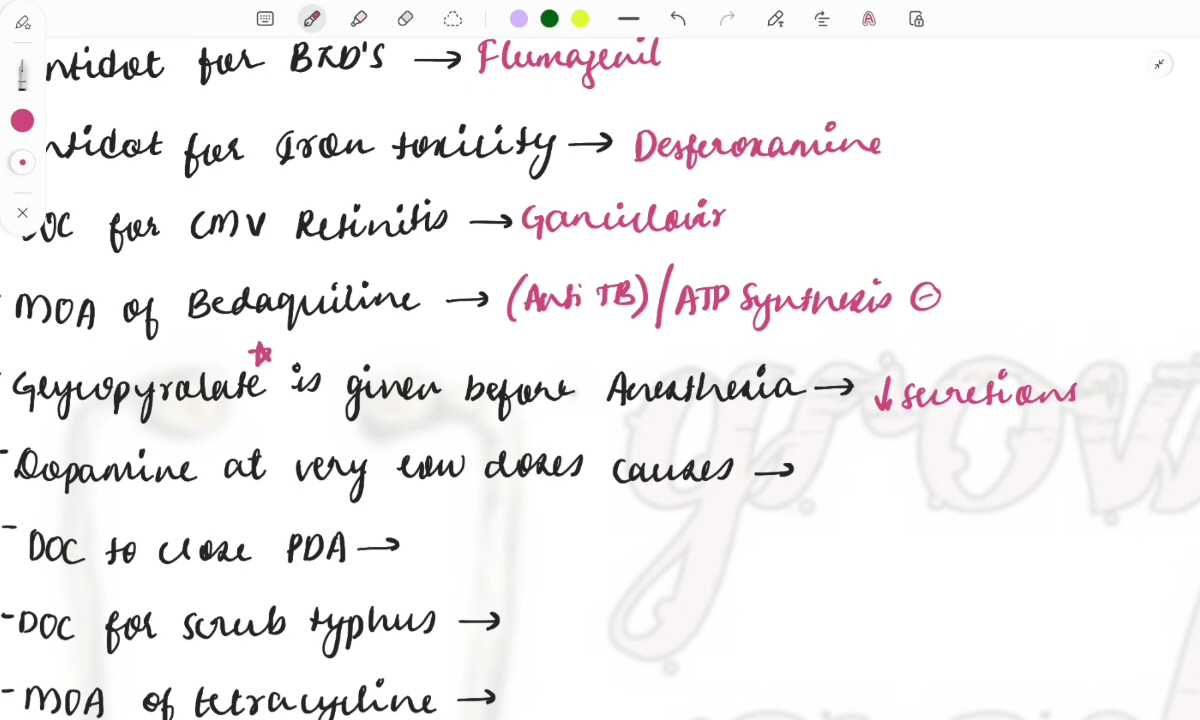 ntidot for BZD'S → Flumazenil
ntidot for Iron toxicity → Desferoxamine
DOC for CMV Retinitis → Ganciclovir
MOA of Bedaquiline → (Anti TB) / ATP Synthesis ⊖
Glycopyrolate* is given before Anesthesia → ↓ secretions
- Dopamine at very low doses causes →
- DOC to close PDA →
- DOC for scrub typhus →
- MOA of tetracycline →
grow